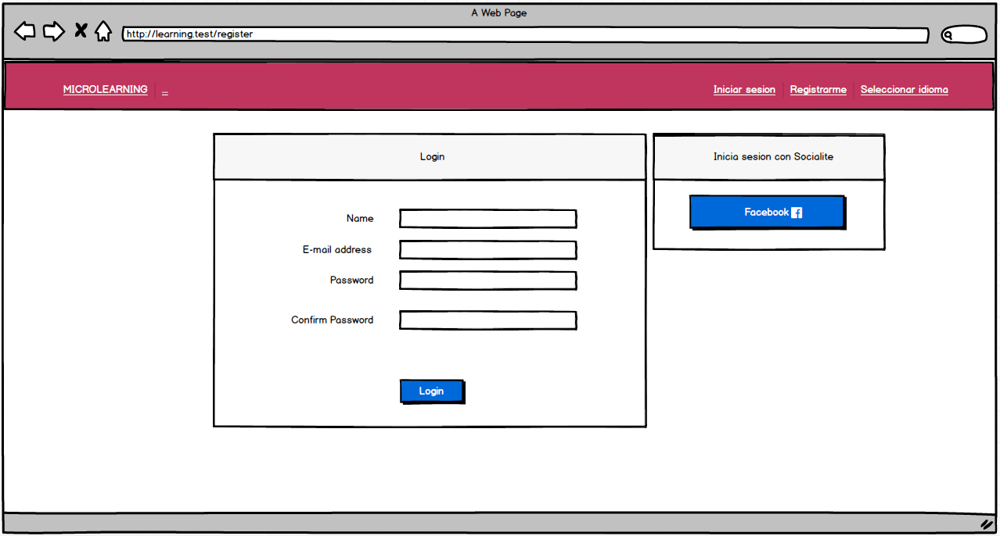 A Web Page
http://learning.test/register
MICROLEARNING ... Iniciar sesion Registrarme Seleccionar idioma
Login
Name
E-mail address
Password
Confirm Password
Login
Inicia sesion con Socialite
Facebook